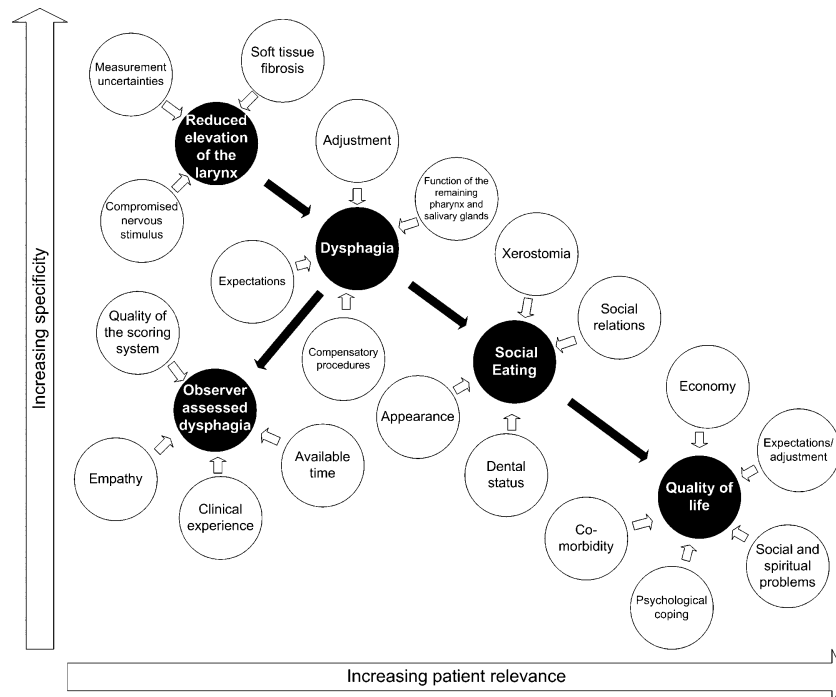 Increasing specificity
Measurement
uncertainties
Soft tissue
fibrosis
Reduced
elevation
of the
larynx
Compromised
nervous
stimulus
Adjustment
Function of the
remaining
pharynx and
salivary glands
Dysphagia
Expectations
Compensatory
procedures
Quality of
the scoring
system
Observer
assessed
dysphagia
Empathy
Clinical
experience
Available
time
Xerostomia
Social
relations
Social
Eating
Appearance
Dental
status
Economy
Expectations/
adjustment
Quality of
life
Co-
morbidity
Psychological
coping
Social and
spiritual
problems
Increasing patient relevance